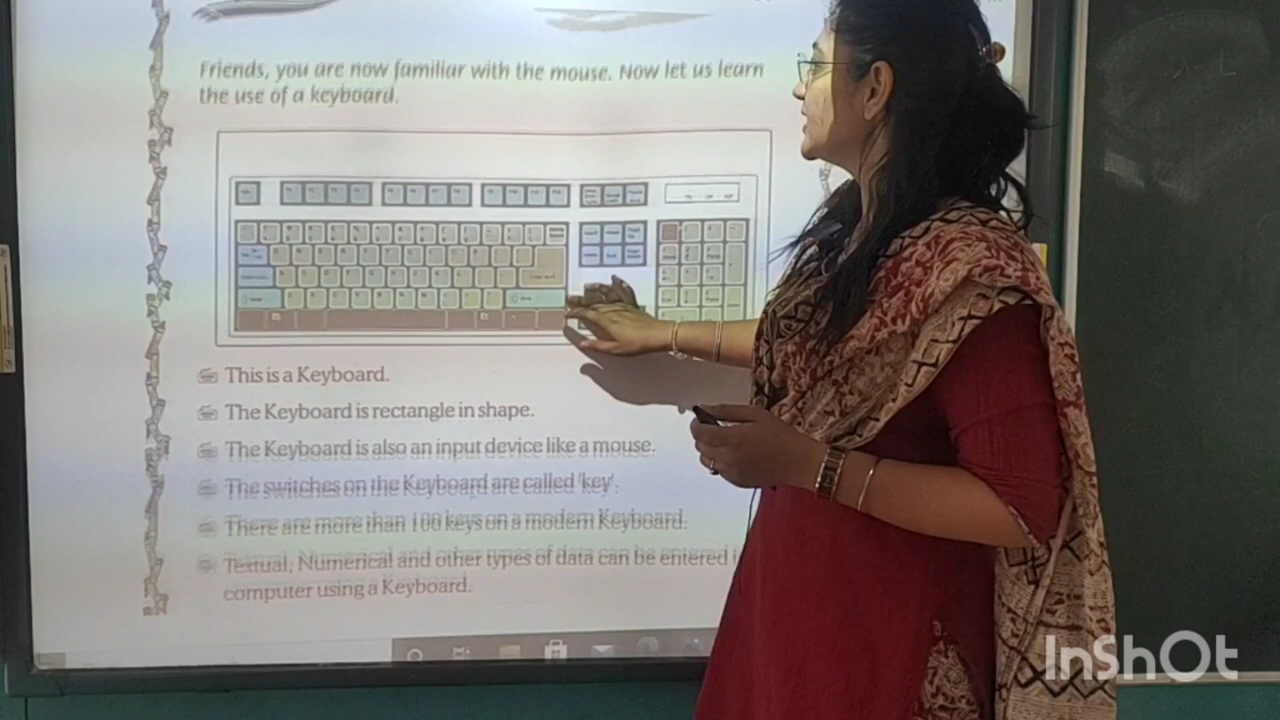 Friends, you are now familiar with the mouse. Now let us learn
the use of a keyboard.
This is a Keyboard.
The Keyboard is rectangle in shape.
The Keyboard is also an input device like a mouse.
The switches on the Keyboard are called 'key'.
There are more than 100 keys on a modern Keyboard.
Textual, Numerical and other types of data can be entered
computer using a Keyboard.
InShOt